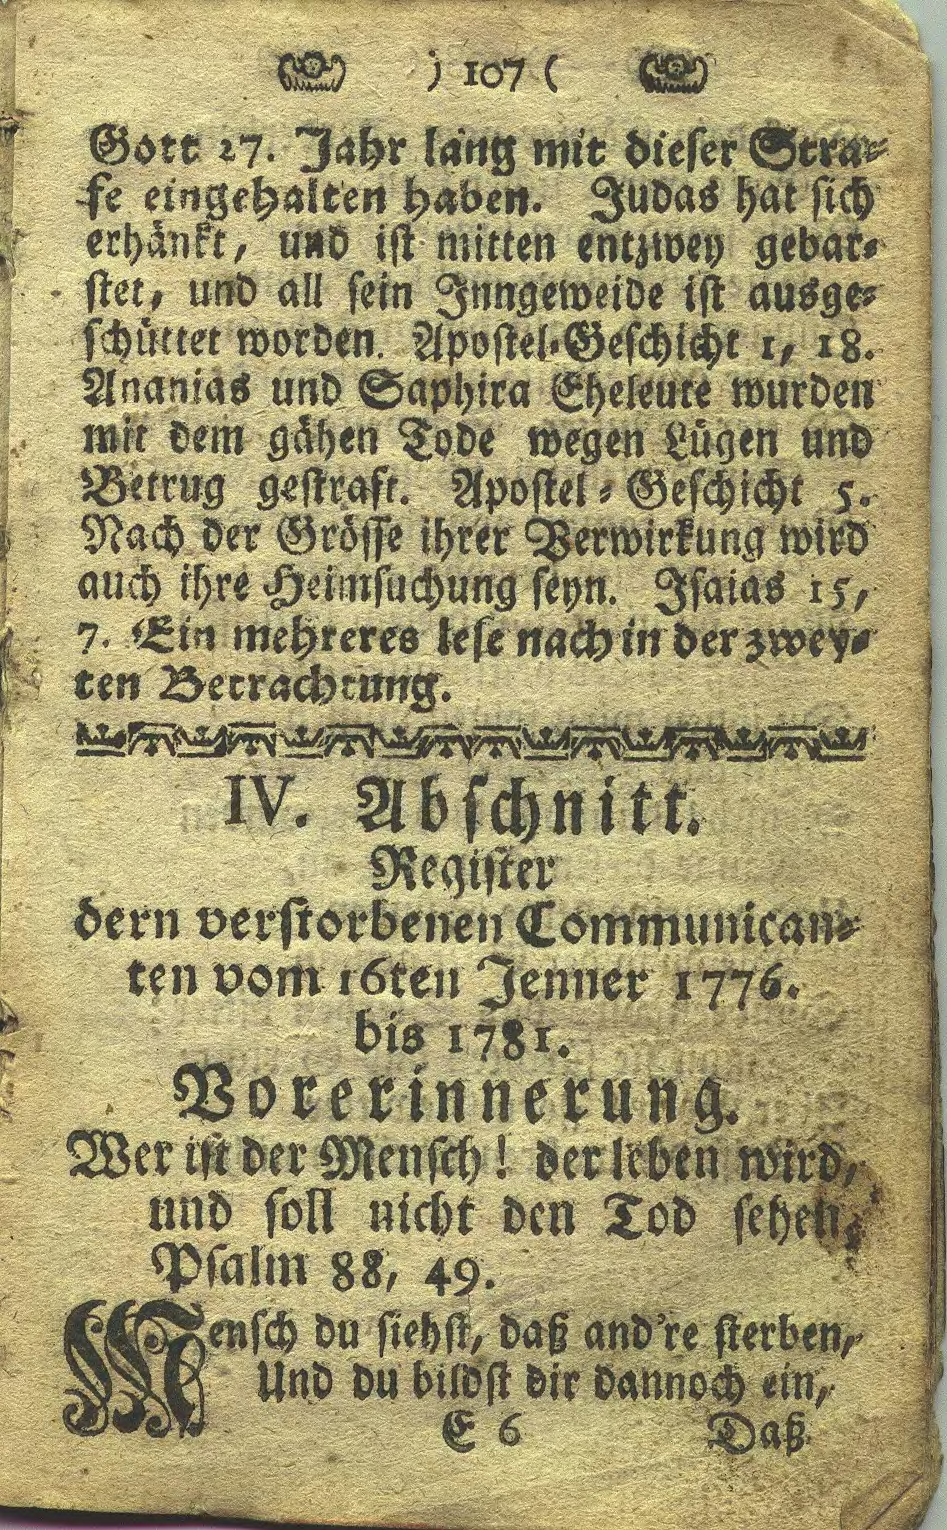 ) 107 (
Gott 27. Jahr lang mit dieser Stra⸗
fe eingehalten haben. Judas hat sich
erhänkt, und ist mitten entzwey gebar⸗
stet, und all sein Inngeweide ist ausge⸗
schüttet worden. Apostel⸗Geschicht 1, 18.
Ananias und Saphira Eheleute wurden
mit dem gähen Tode wegen Lügen und
Betrug gestraft. Apostel⸗Geschicht 5.
Nach der Grösse ihrer Verwirkung wird
auch ihre Heimsuchung seyn. Isaias 15,
7. Ein mehreres lese nach in der zwey⸗
ten Betrachtung.
IV. Abschnitt.
Register
dern verstorbenen Communican⸗
ten vom 16ten Jenner 1776.
bis 1781.
Vorerinnerung.
Wer ist der Mensch! der leben wird,
und soll nicht den Tod sehen.
Psalm 88, 49.
Mensch du siehst, daß and're sterben,
Und du bildst dir dannoch ein,
E 6 Daß